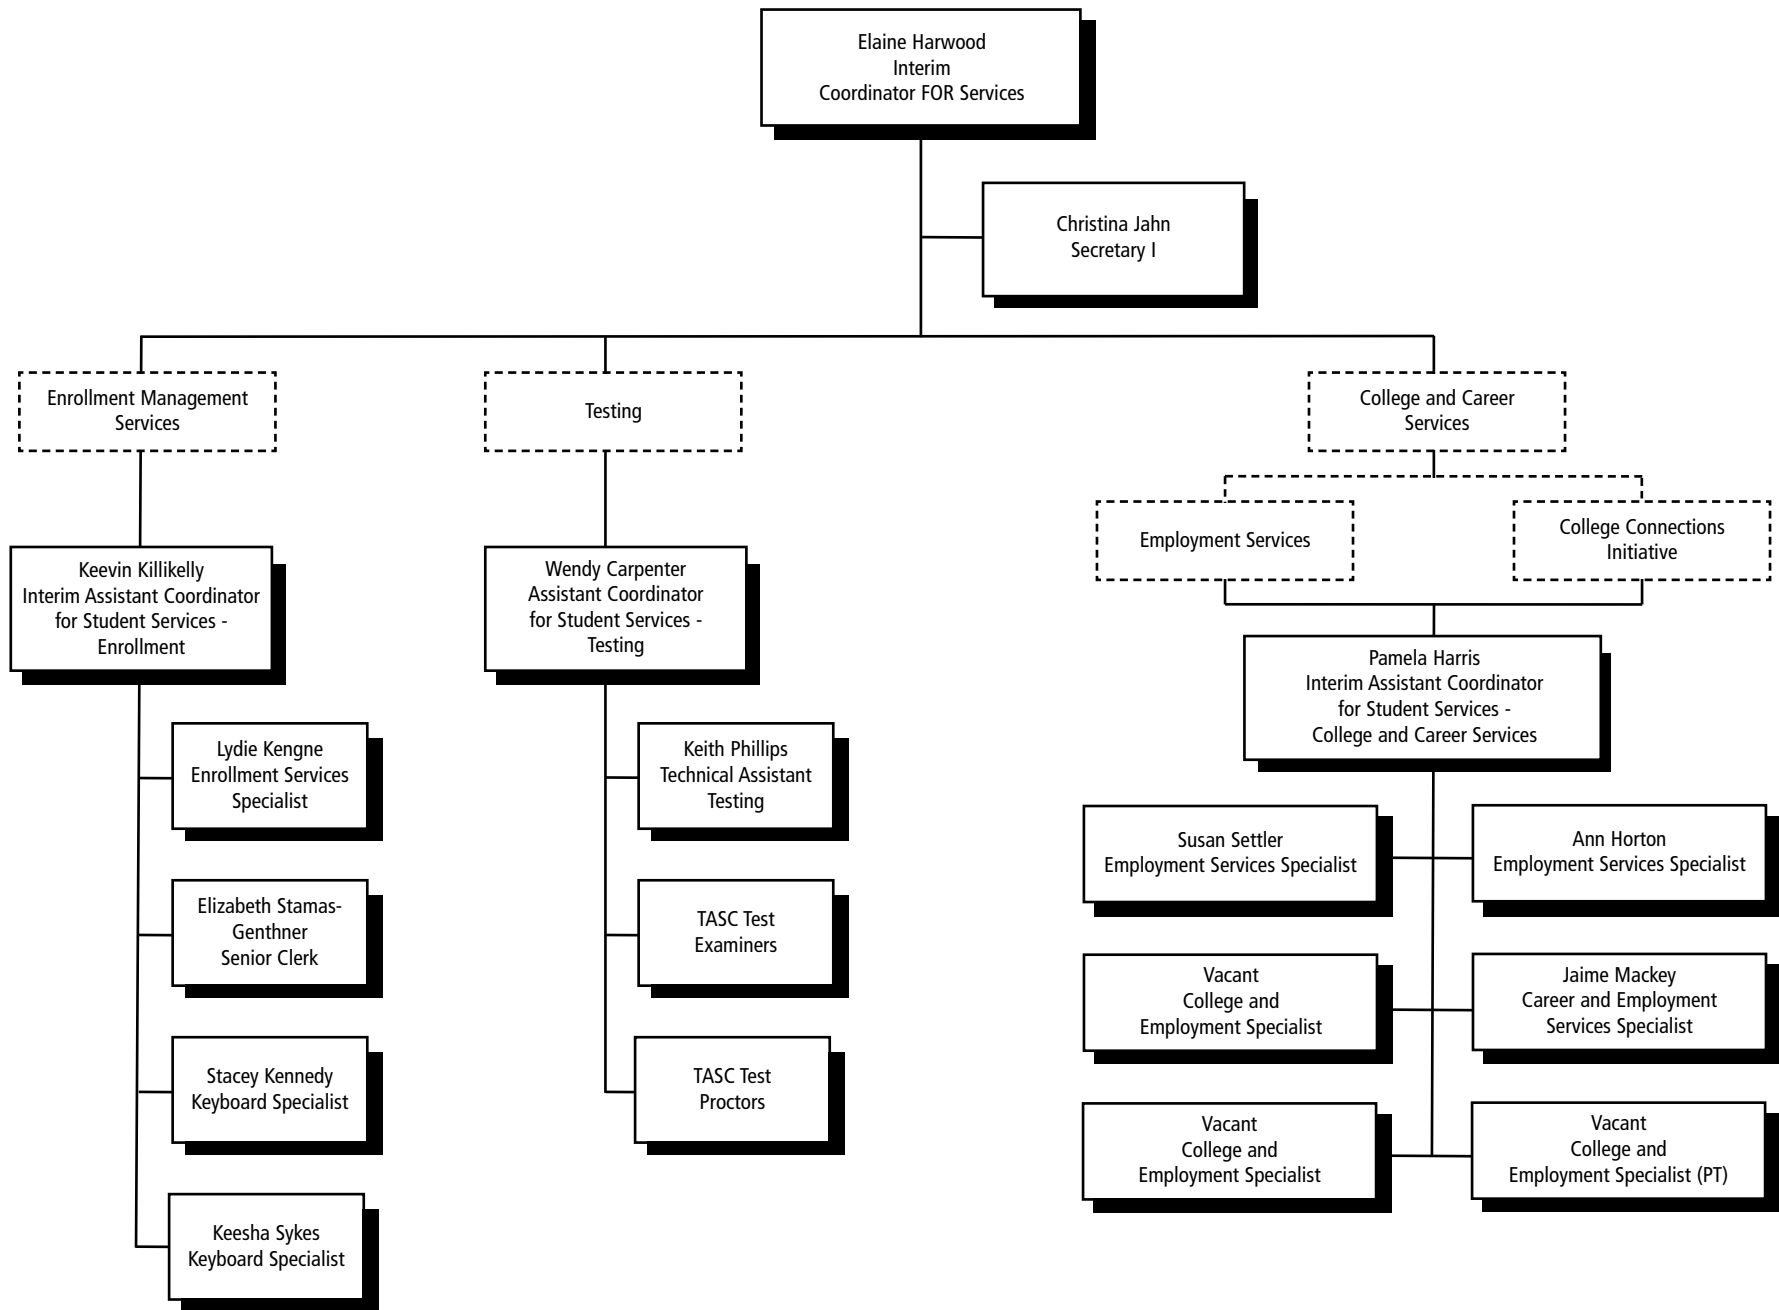 Elaine Harwood
Interim
Coordinator FOR Services
Christina Jahn
Secretary I
Enrollment Management
Services
Testing
College and Career
Services
Employment Services
College Connections
Initiative
Keevin Killikelly
Interim Assistant Coordinator
for Student Services -
Enrollment
Wendy Carpenter
Assistant Coordinator
for Student Services -
Testing
Pamela Harris
Interim Assistant Coordinator
for Student Services -
College and Career Services
Lydie Kengne
Enrollment Services
Specialist
Elizabeth Stamas-
Genthner
Senior Clerk
Stacey Kennedy
Keyboard Specialist
Keesha Sykes
Keyboard Specialist
Keith Phillips
Technical Assistant
Testing
TASC Test
Examiners
TASC Test
Proctors
Susan Settler
Employment Services Specialist
Ann Horton
Employment Services Specialist
Vacant
College and
Employment Specialist
Jaime Mackey
Career and Employment
Services Specialist
Vacant
College and
Employment Specialist
Vacant
College and
Employment Specialist (PT)